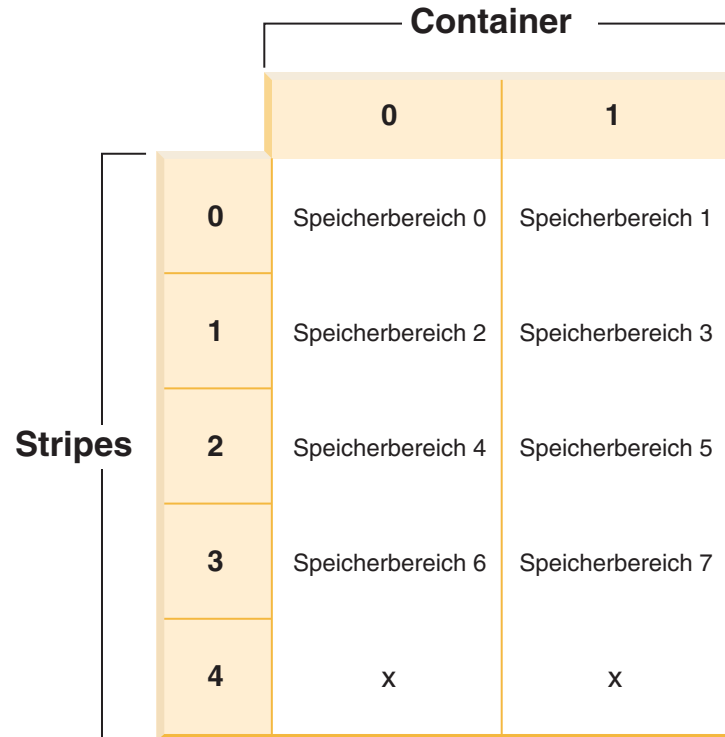 Container
0 1
0 Speicherbereich 0 Speicherbereich 1
1 Speicherbereich 2 Speicherbereich 3
Stripes 2 Speicherbereich 4 Speicherbereich 5
3 Speicherbereich 6 Speicherbereich 7
4 x x